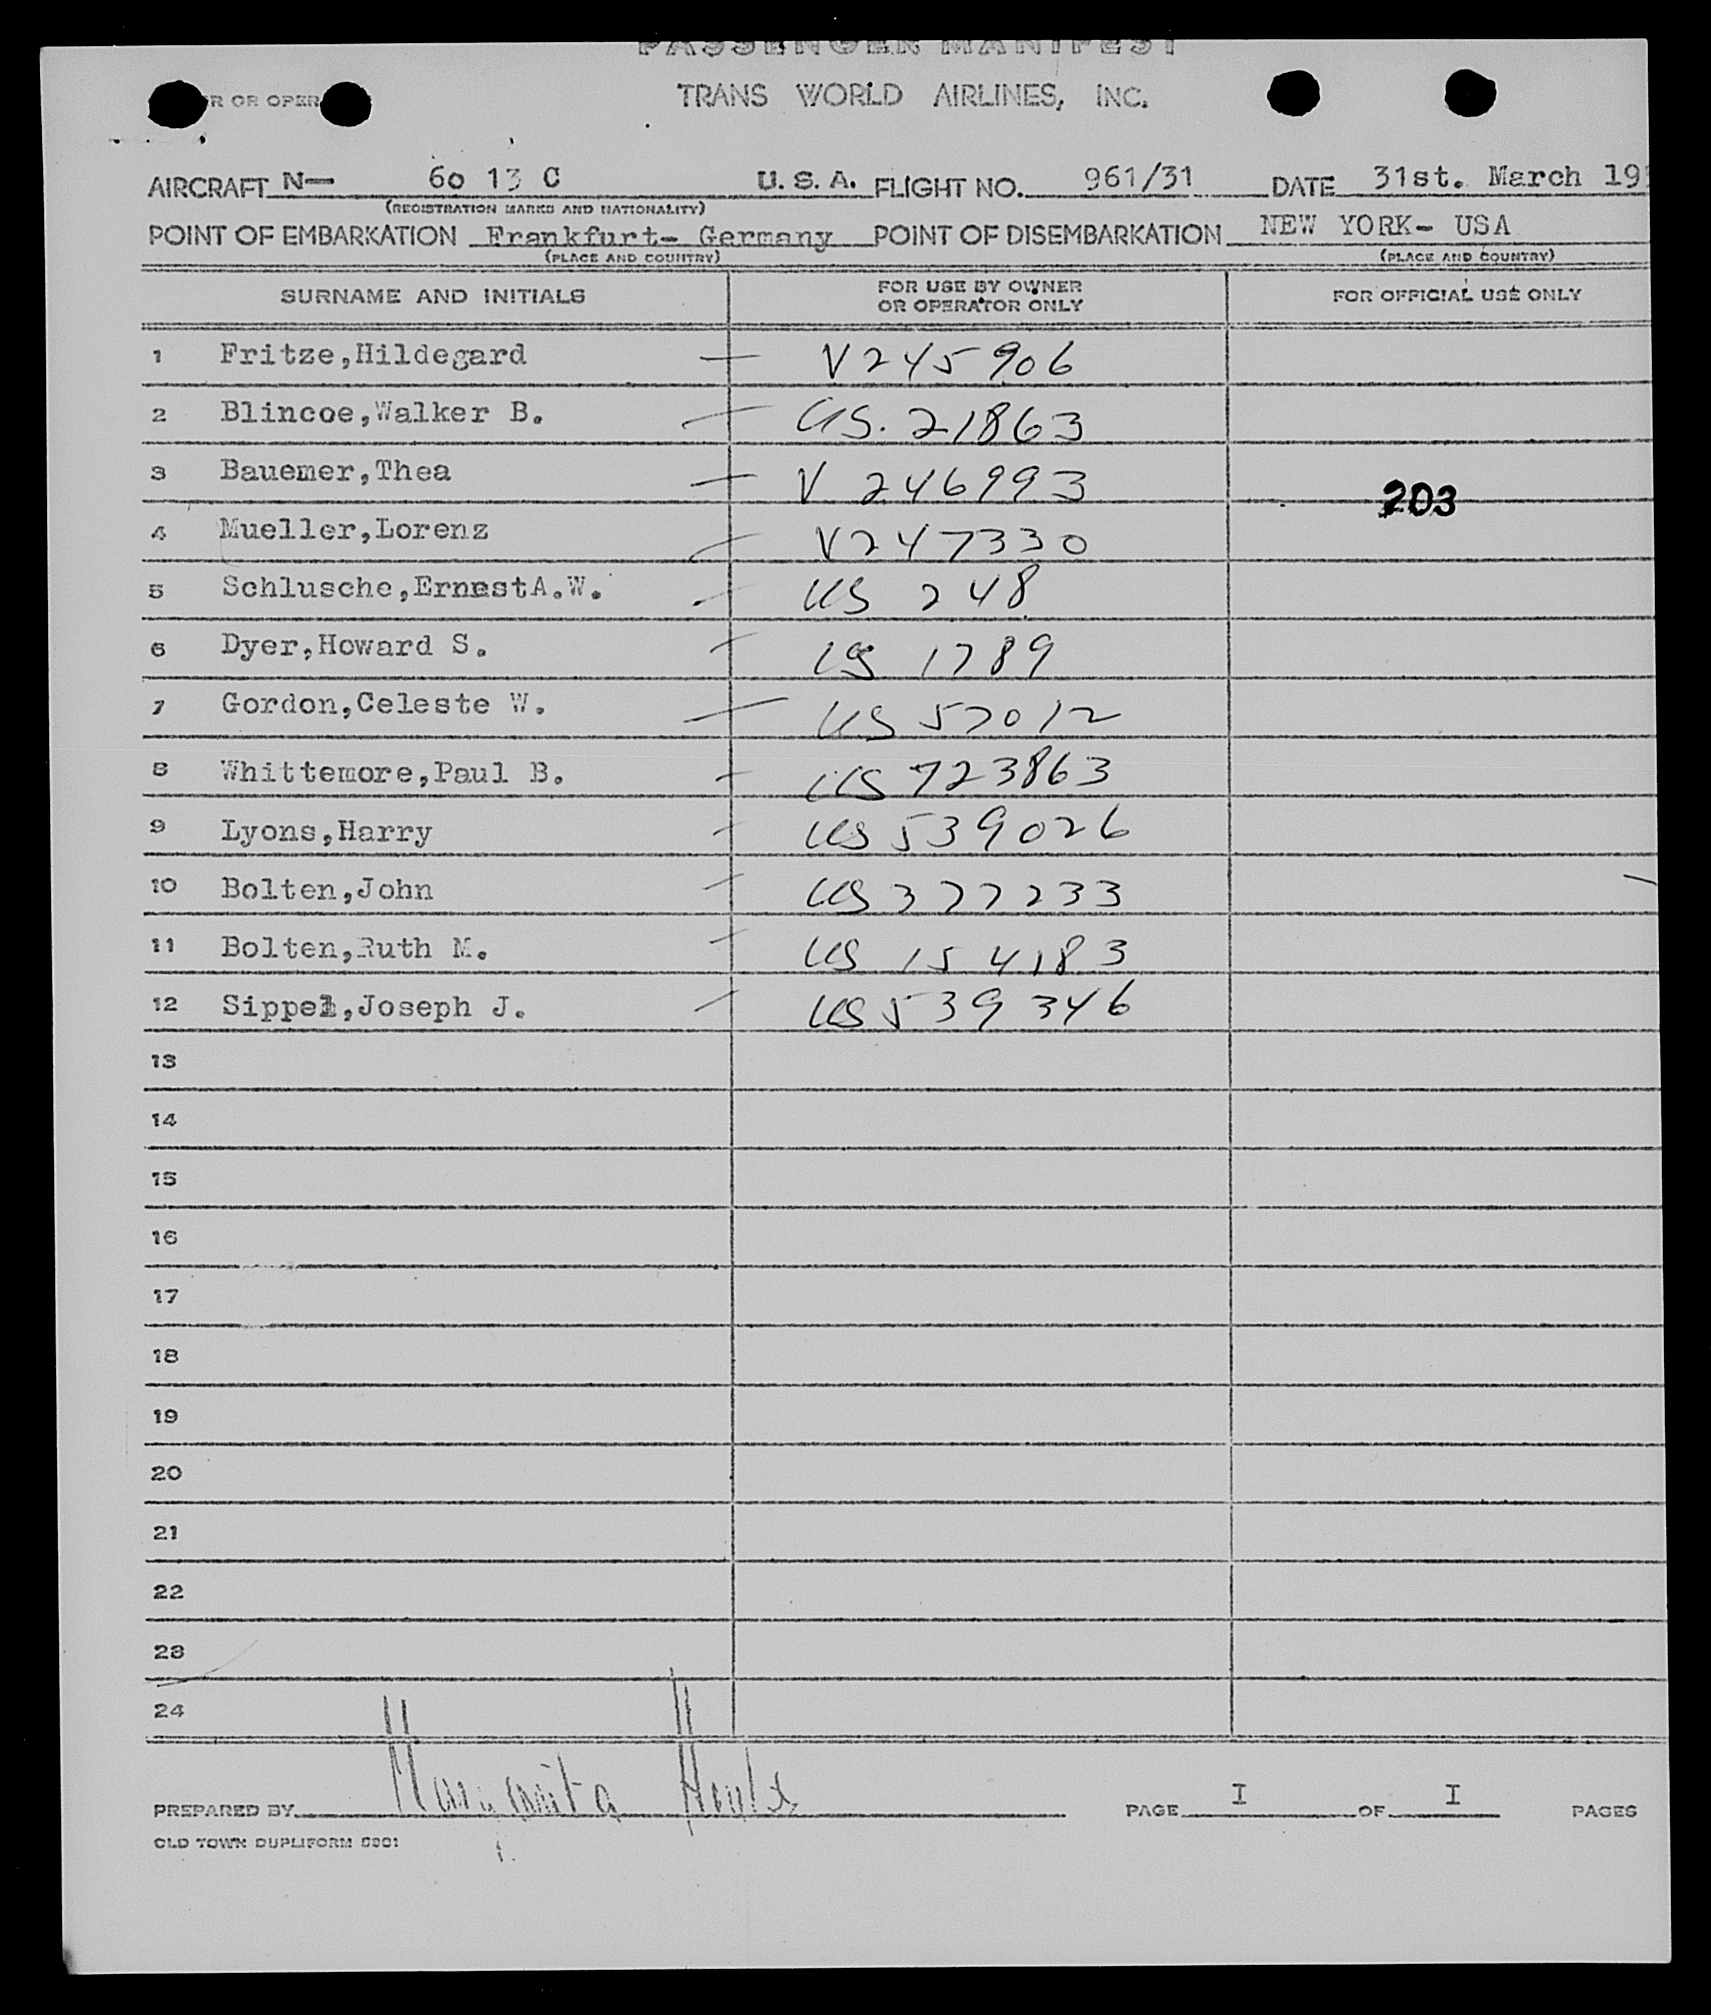 PASSENGER MANIFEST
OR OPER
TRANS WORLD AIRLINES, INC.
AIRCRAFT N— 60 13 C U. S. A. FLIGHT NO. 961/31 DATE 31st. March 19
(REGISTRATION MARKS AND NATIONALITY)
POINT OF EMBARKATION Frankfurt- Germany POINT OF DISEMBARKATION NEW YORK- USA
(PLACE AND COUNTRY) (PLACE AND COUNTRY)
SURNAME AND INITIALS FOR USE BY OWNER OR OPERATOR ONLY FOR OFFICIAL USE ONLY
1 Fritze,Hildegard — V245906
2 Blincoe,Walker B. — US. 21863
3 Bauemer,Thea — V 246993
203
4 Mueller,Lorenz — V247330
5 Schlusche,ErnestA.W. — US 248
6 Dyer,Howard S. — US 1789
7 Gordon,Celeste W. — US 57012
8 Whittemore,Paul B. — US 723863
9 Lyons,Harry — US 539026
10 Bolten,John — US 377233
11 Bolten,Ruth M. — US 154183
12 Sippel,Joseph J. — US 539346
13
14
15
16
17
18
19
20
21
22
23
24
PREPARED BY Margarita PAGE I OF I PAGES
OLD TOWN DUPLIFORM 5001